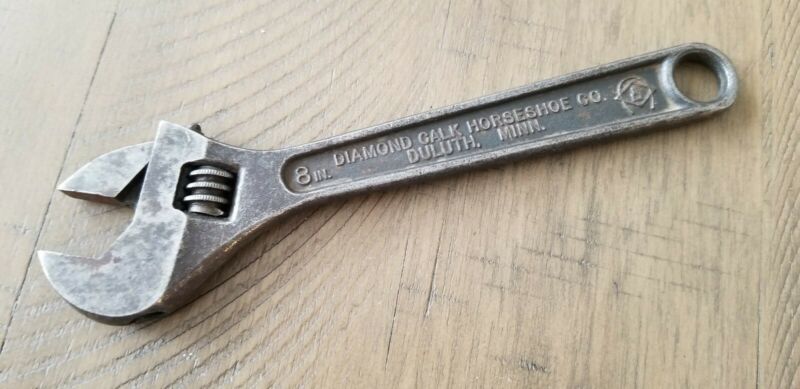 8 IN.
DIAMOND CALK HORSESHOE CO.
DULUTH. MINN.